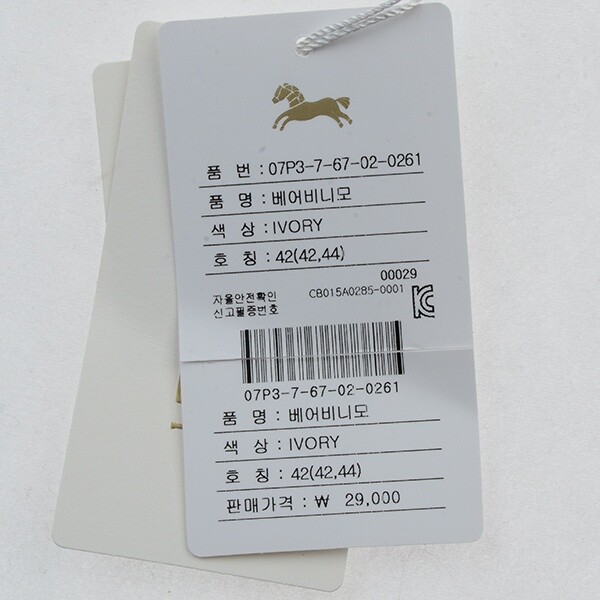 품 번 : 07P3-7-67-02-0261
품 명 : 베어비니모
색 상 : IVORY
호 칭 : 42(42,44)
00029
자율안전확인 CB015A0285-0001
신고필증번호
07P3-7-67-02-0261
품 명 : 베어비니모
색 상 : IVORY
호 칭 : 42(42,44)
판매가격 : ₩ 29,000